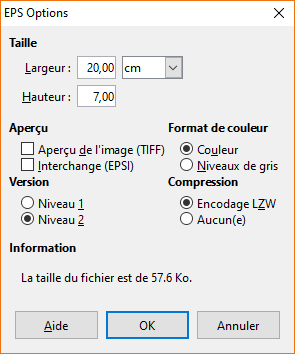 EPS Options
Taille
Largeur : 20,00 cm
Hauteur : 7,00
Aperçu
Aperçu de l'image (TIFF)
Interchange (EPSI)
Version
Niveau 1
Niveau 2
Format de couleur
Couleur
Niveaux de gris
Compression
Encodage LZW
Aucun(e)
Information
La taille du fichier est de 57.6 Ko.
Aide OK Annuler